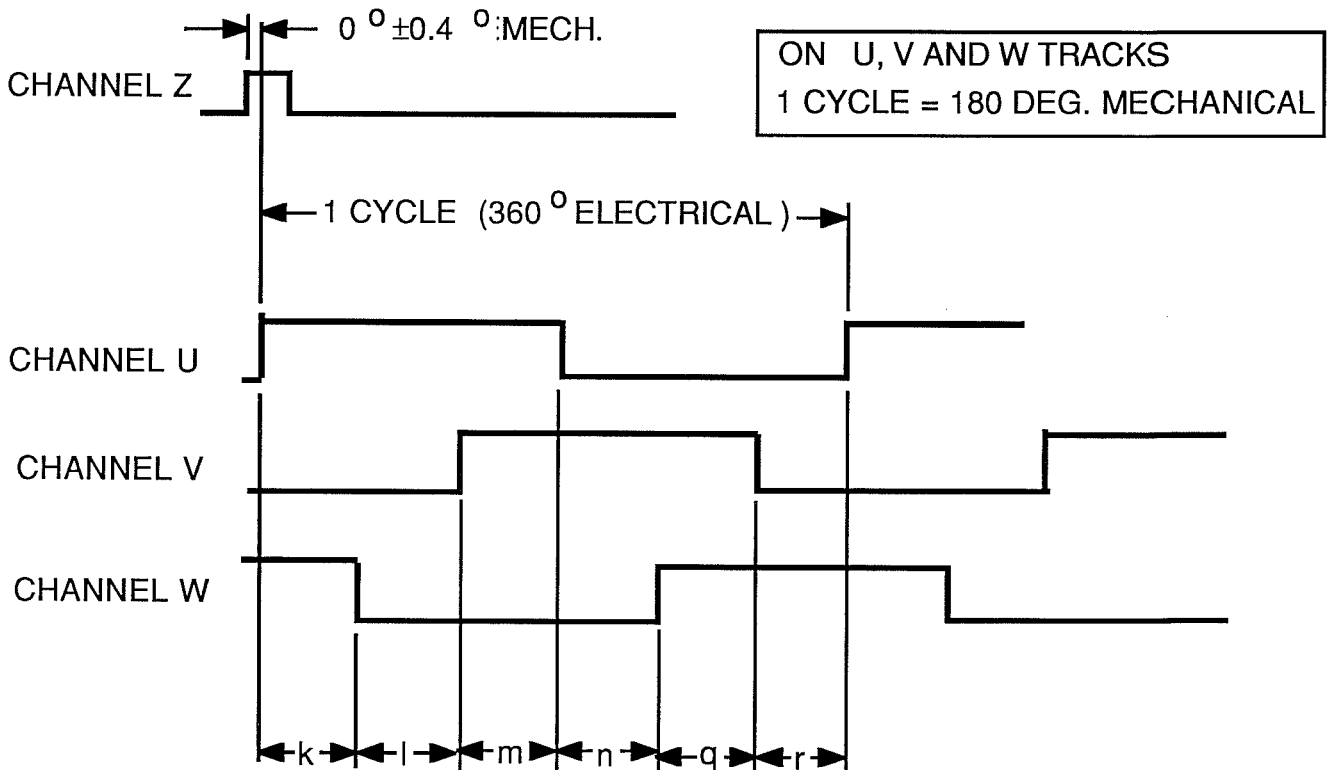 0 º ±0.4 º MECH.
CHANNEL Z
ON U, V AND W TRACKS
1 CYCLE = 180 DEG. MECHANICAL
1 CYCLE (360 º ELECTRICAL )
CHANNEL U
CHANNEL V
CHANNEL W
k l m n q r